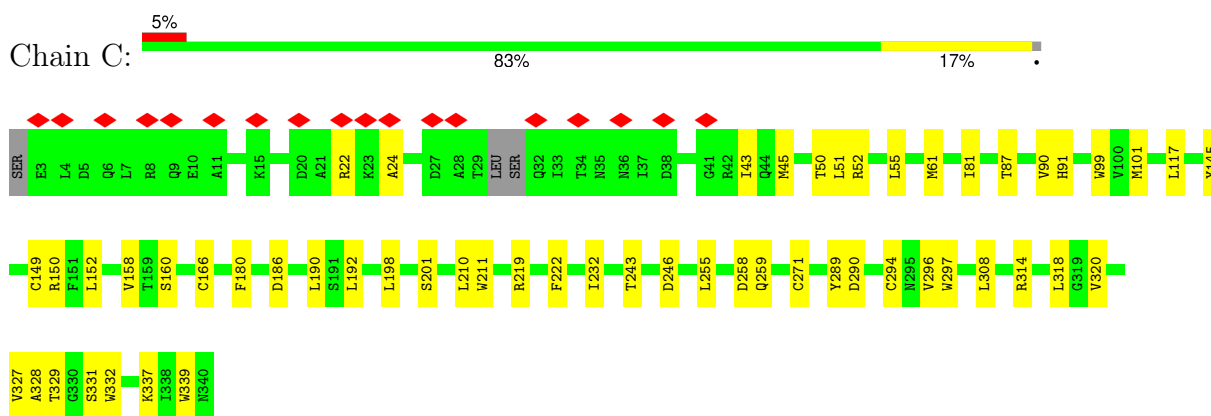 5%
Chain C:
83% 17% •
SER E3 L4 D5 Q6 L7 R8 Q9 E10 A11 K15 D20 A21 R22 K23 A24 D27 A28 T29 LEU SER Q32 I33 T34 N35 N36 I37 D38 G41 R42 I43 Q44 M45 T50 L51 R52 L55 M61 I81 T87 V90 H91 W99 V100 M101 L117 Y145
C149 R150 F151 L152 V158 T159 S160 C166 F180 D186 L190 S191 L192 L198 S201 L210 W211 R219 F222 I232 T243 D246 L255 D258 Q259 C271 Y289 D290 C294 N295 V296 W297 L308 R314 L318 G319 V320
V327 A328 T329 G330 S331 W332 K337 I338 W339 N340